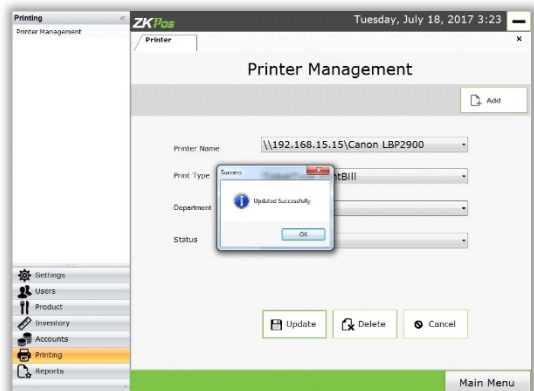 Printing «
Printer Management
ZKPos
Tuesday, July 18, 2017 3:23
Printer ×
Printer Management
Add
Printer Name \\192.168.15.15\Canon LBP2900
Print Type tBill
Success
Updated Successfully
OK
Department
Status
Settings
Users
Product
Inventory
Accounts
Printing
Reports
Update
Delete
Cancel
Main Menu